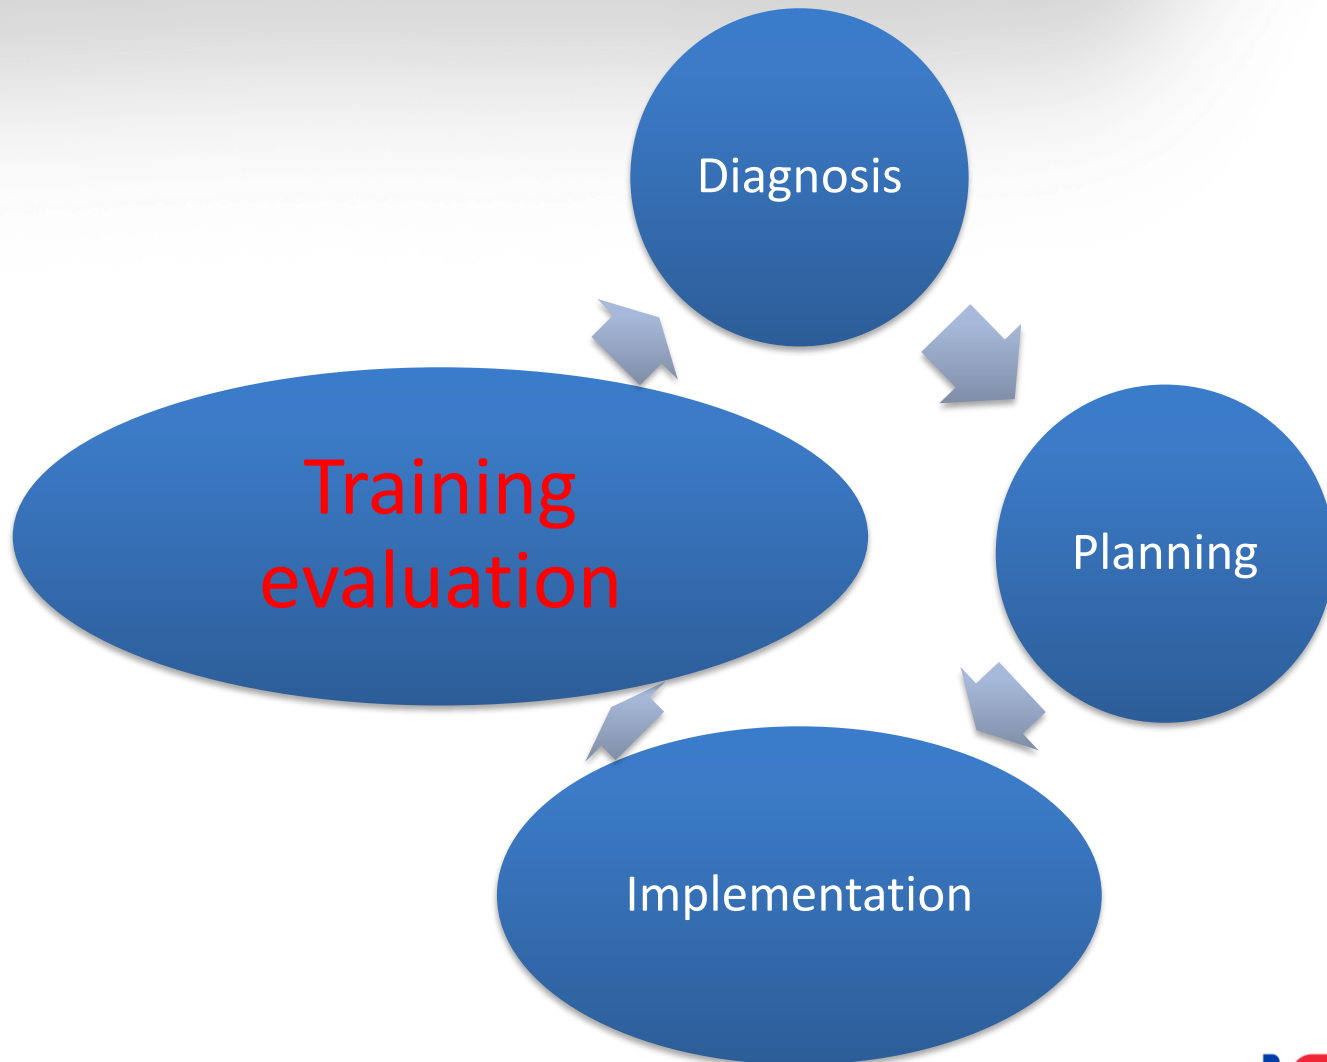 Diagnosis
Training
evaluation
Planning
Implementation